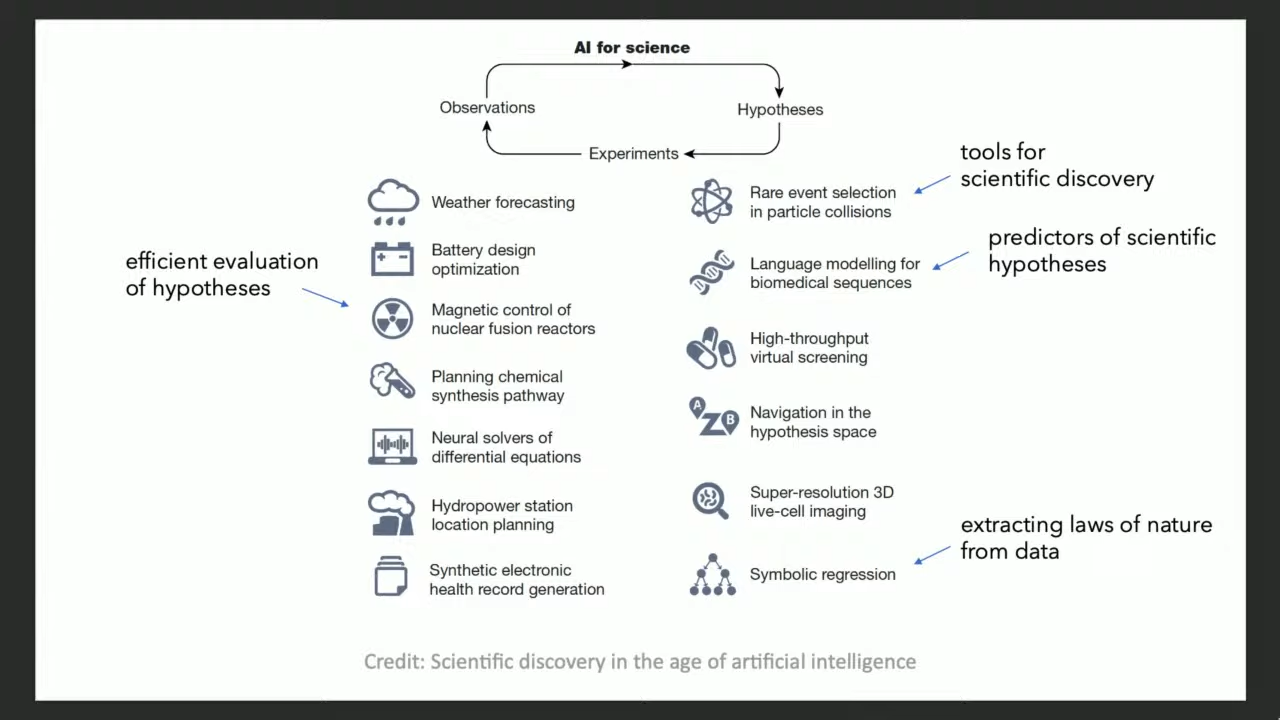 AI for science
Observations
Hypotheses
Experiments
Weather forecasting
Battery design
optimization
Magnetic control of
nuclear fusion reactors
Planning chemical
synthesis pathway
Neural solvers of
differential equations
Hydropower station
location planning
Synthetic electronic
health record generation
efficient evaluation
of hypotheses
Rare event selection
in particle collisions
Language modelling for
biomedical sequences
High-throughput
virtual screening
A
B
Navigation in the
hypothesis space
Super-resolution 3D
live-cell imaging
Symbolic regression
tools for
scientific discovery
predictors of scientific
hypotheses
extracting laws of nature
from data
Credit: Scientific discovery in the age of artificial intelligence